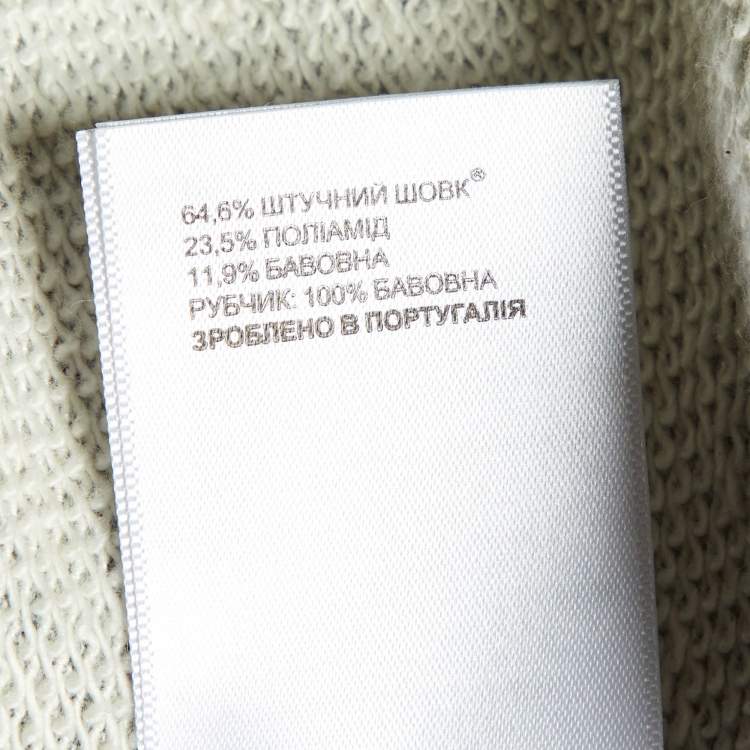 64,6% ШТУЧНИЙ ШОВК®
23,5% ПОЛІАМІД
11,9% БАВОВНА
РУБЧИК: 100% БАВОВНА
ЗРОБЛЕНО В ПОРТУГАЛІЯ